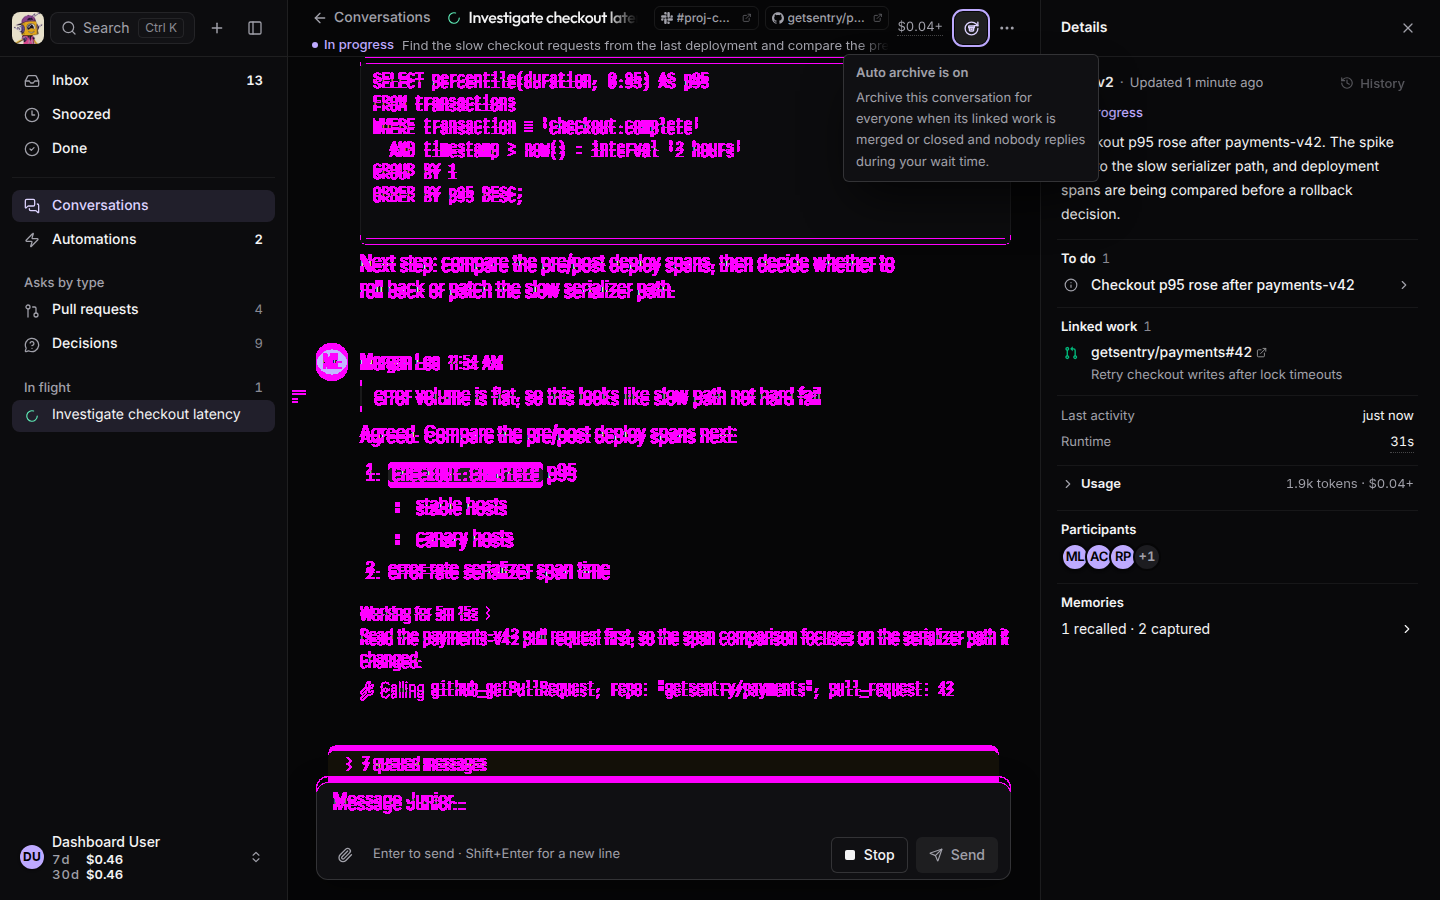 Search Ctrl K
Inbox 13
Snoozed
Done
Conversations
Automations 2
Asks by type
Pull requests 4
Decisions 9
In flight 1
Investigate checkout latency
Dashboard User
DU
7d $0.46
30d $0.46
Conversations Investigate checkout late #proj-c... getsentry/p... $0.04+
In progress Find the slow checkout requests from the last deployment and compare the pre
Auto archive is on
Archive this conversation for
everyone when its linked work is
merged or closed and nobody replies
during your wait time.
SELECT percentile(duration, 0.95) AS p95
FROM transactions
WHERE transaction = 'checkout.complete'
AND timestamp > now() - interval '2 hours'
GROUP BY 1
ORDER BY p95 DESC;
Next step: compare the pre/post deploy spans, then decide whether to
roll back or patch the slow serializer path.
ML Morgan Lee 11:54 AM
error volume is flat, so this looks like slow path not hard fail
Agreed. Compare the pre/post deploy spans next:
1. checkout.complete p95
stable hosts
canary hosts
2. error rate serializer span time
Working for 5m 15s
Read the payments-v42 pull request first, so the span comparison focuses on the serializer path it
changed.
Calling github_getPullRequest, repo: "getsentry/payments", pull_request: 42
7 queued messages
Message Junior...
Enter to send · Shift+Enter for a new line
Stop
Send
Details
v2 · Updated 1 minute ago History
rogress
kout p95 rose after payments-v42. The spike
o the slow serializer path, and deployment
spans are being compared before a rollback
decision.
To do 1
Checkout p95 rose after payments-v42
Linked work 1
getsentry/payments#42
Retry checkout writes after lock timeouts
Last activity just now
Runtime 31s
Usage 1.9k tokens · $0.04+
Participants
ML AC RP +1
Memories
1 recalled · 2 captured